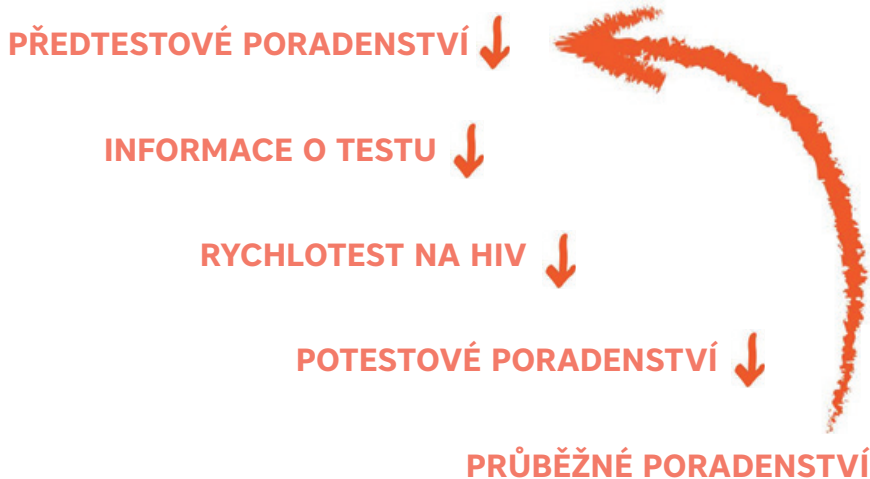 PŘEDTESTOVÉ PORADENSTVÍ
INFORMACE O TESTU
RYCHLOTEST NA HIV
POTESTOVÉ PORADENSTVÍ
PRŮBĚŽNÉ PORADENSTVÍ